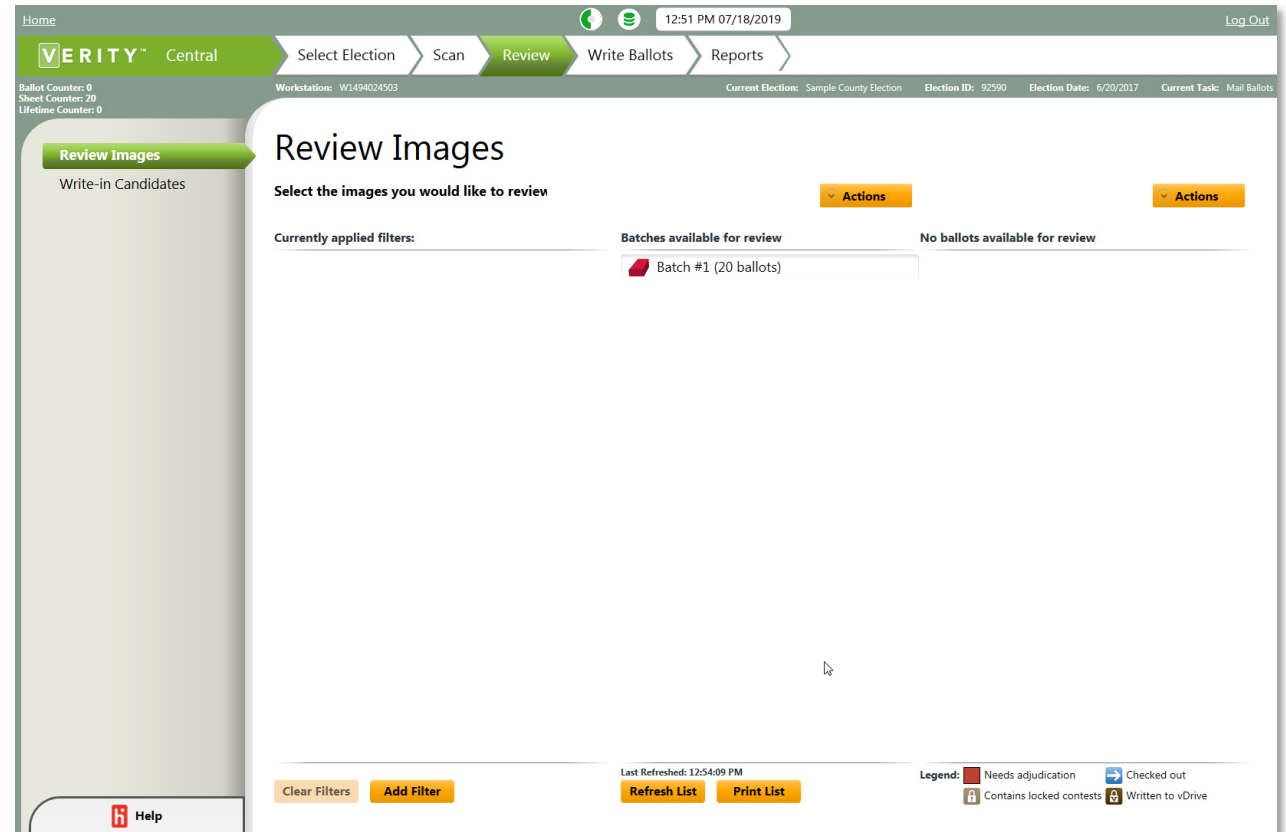 Home 12:51 PM 07/18/2019 Log Out
VERITY™ Central Select Election Scan Review Write Ballots Reports
Ballot Counter: 0
Sheet Counter: 20
Lifetime Counter: 0
Workstation: W1494024503 Current Election: Sample County Election Election ID: 92590 Election Date: 6/20/2017 Current Task: Mail Ballots
Review Images
Write-in Candidates
Review Images
Select the images you would like to review
Actions
Actions
Currently applied filters:
Batches available for review
No ballots available for review
Batch #1 (20 ballots)
Clear Filters Add Filter
Last Refreshed: 12:54:09 PM
Refresh List Print List
Legend: Needs adjudication Checked out
Contains locked contests Written to vDrive
Help